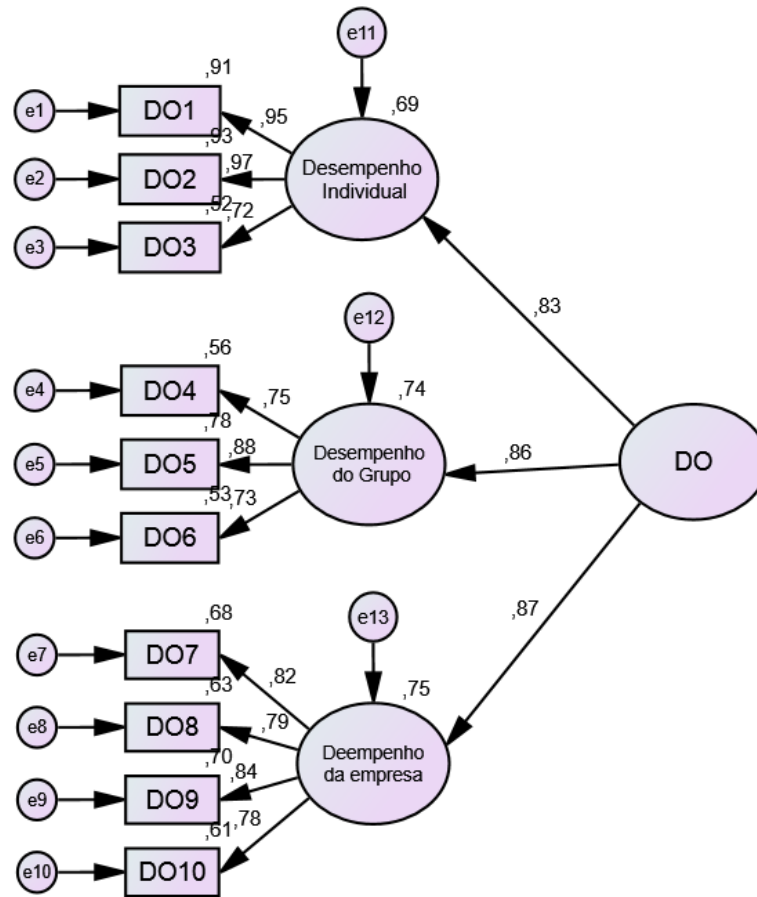 e11
,91
,69
e1
DO1
,95
,93
Desempenho
Individual
e2
DO2
,97
,52
,72
e3
DO3
,83
e12
,56
,74
e4
DO4
,75
,78
Desempenho
do Grupo
e5
DO5
,88
,86
DO
,53
,73
e6
DO6
e13
,87
,68
,75
e7
DO7
,82
,63
e8
DO8
,79
Deempenho
da empresa
,70
,84
e9
DO9
,61
,78
e10
DO10